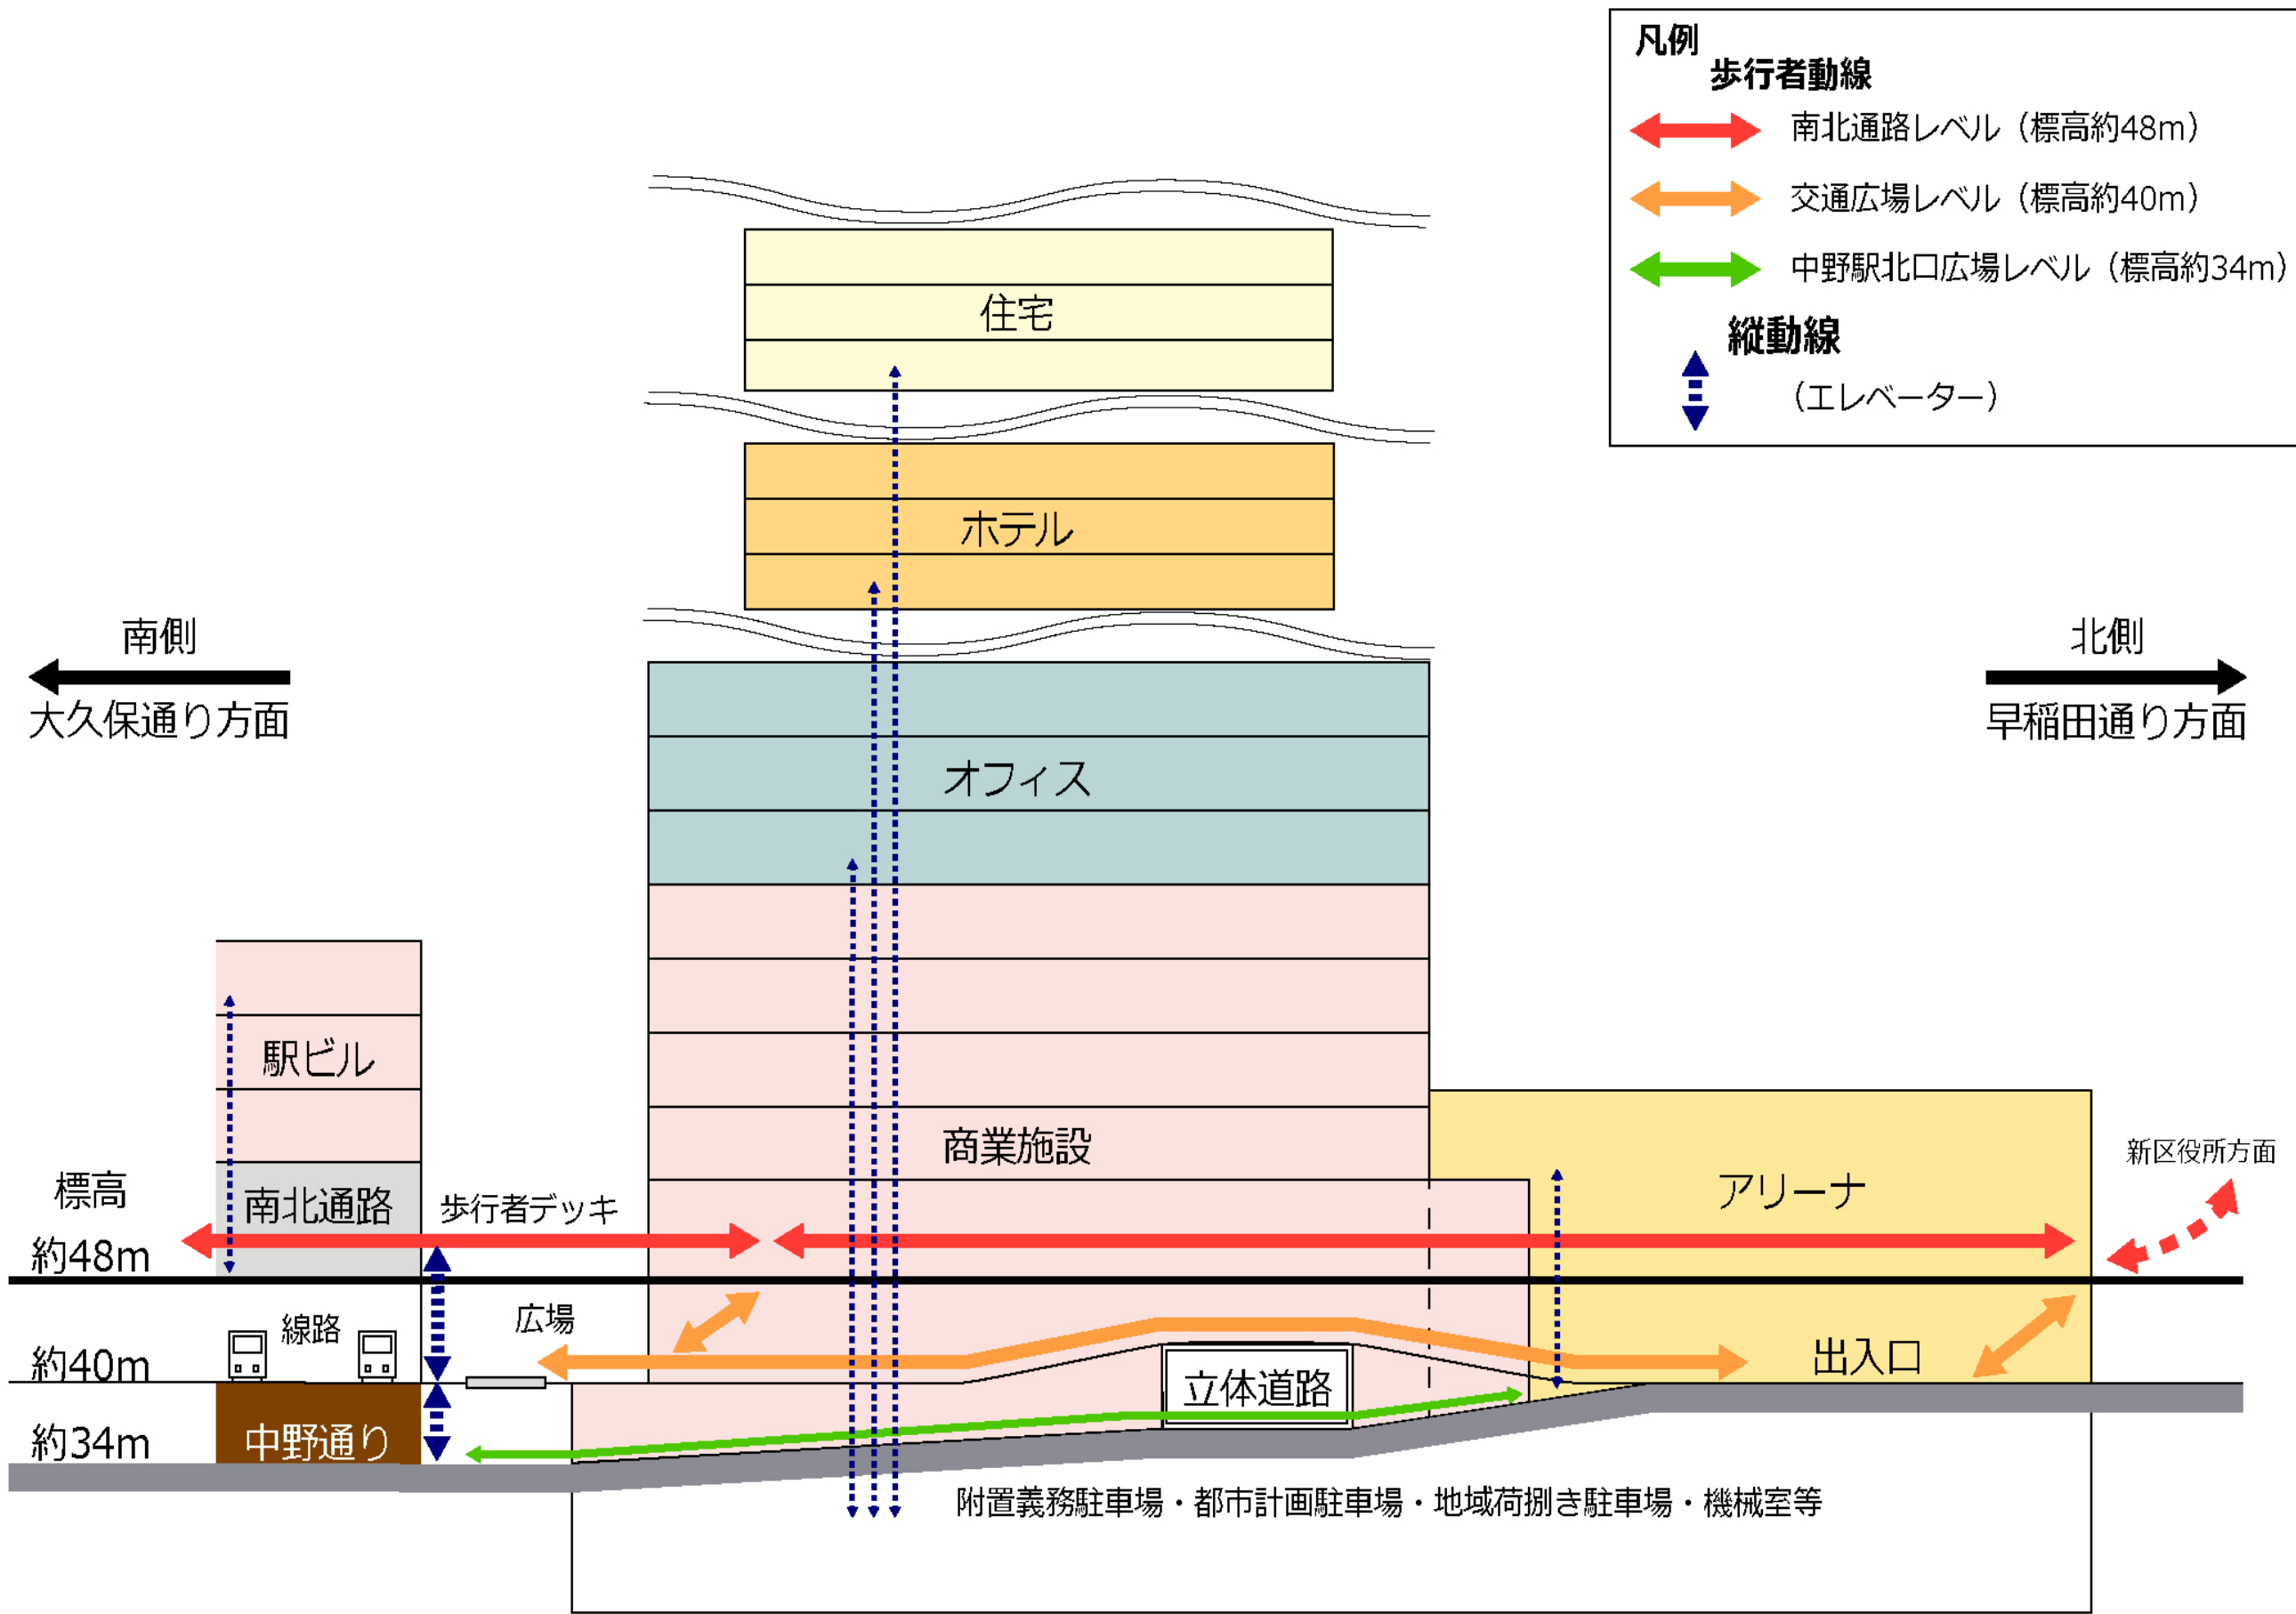 凡例
歩行者動線
南北通路レベル（標高約48m）
交通広場レベル（標高約40m）
中野駅北口広場レベル（標高約34m）
縦動線
（エレベーター）
住宅
ホテル
南側
大久保通り方面
北側
早稲田通り方面
オフィス
駅ビル
商業施設
新区役所方面
標高
南北通路
歩行者デッキ
アリーナ
約48m
線路
広場
約40m
出入口
立体道路
約34m
中野通り
附置義務駐車場・都市計画駐車場・地域荷捌き駐車場・機械室等